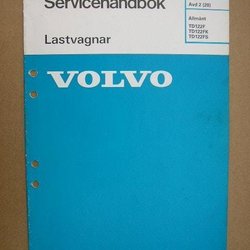 Servicehandbok
Avd 2 (20)
Allmänt
TD122F
TD122FK
TD122FS
Lastvagnar
VOLVO